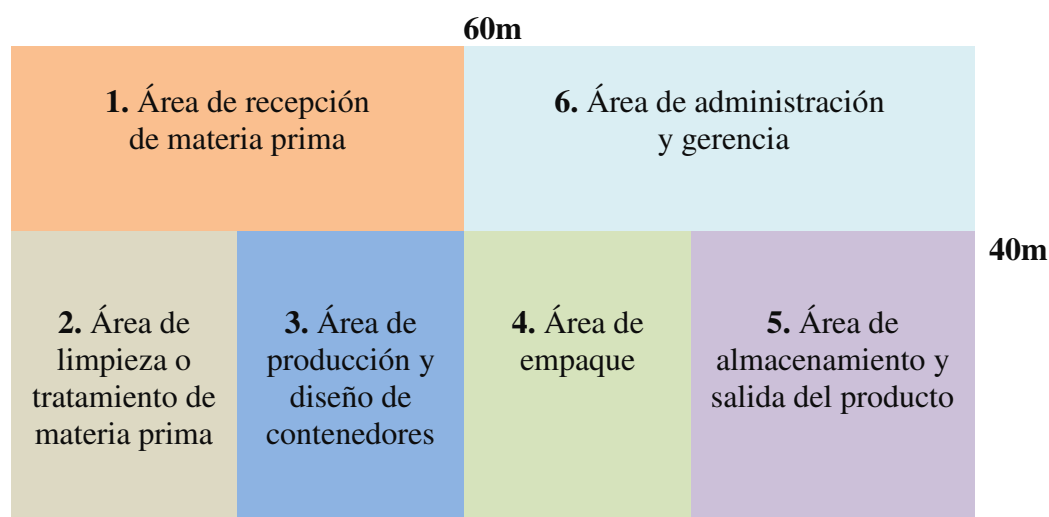 60m
1. Área de recepción
de materia prima
6. Área de administración
y gerencia
40m
2. Área de
limpieza o
tratamiento de
materia prima
3. Área de
producción y
diseño de
contenedores
4. Área de
empaque
5. Área de
almacenamiento y
salida del producto